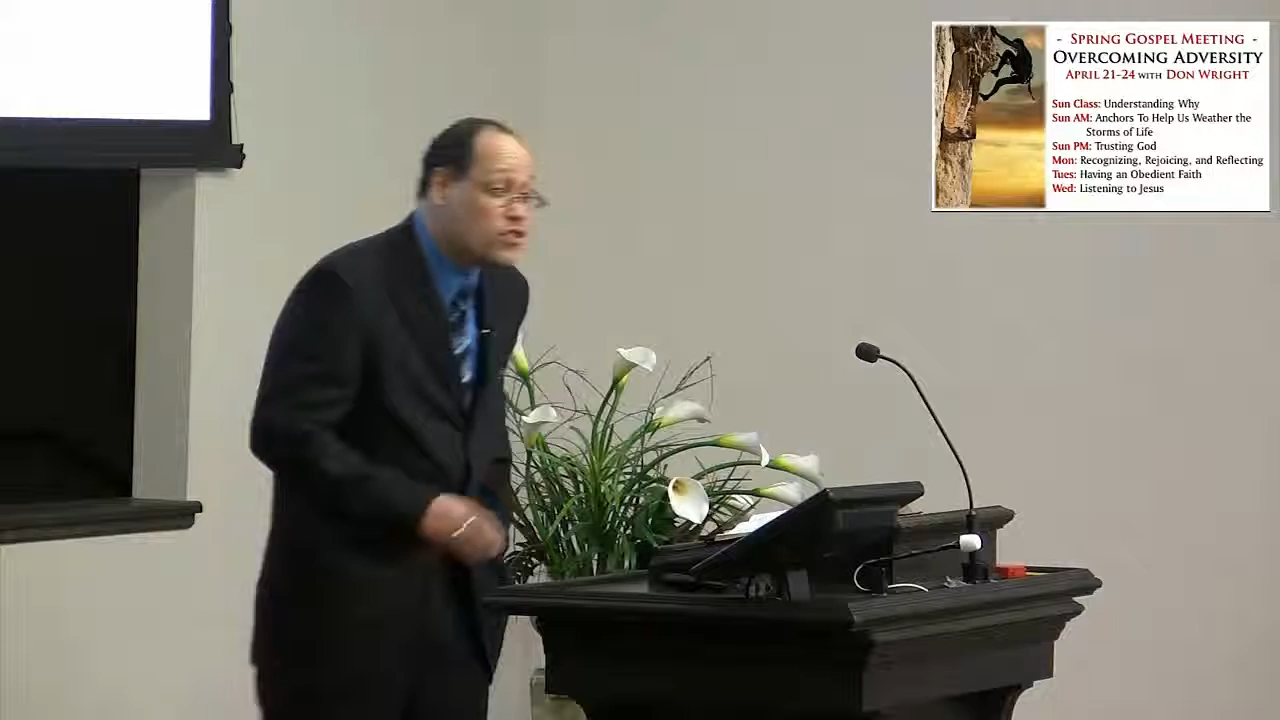 - Spring Gospel Meeting -
Overcoming Adversity
April 21-24 with Don Wright
Sun Class: Understanding Why
Sun AM: Anchors To Help Us Weather the
Storms of Life
Sun PM: Trusting God
Mon: Recognizing, Rejoicing, and Reflecting
Tues: Having an Obedient Faith
Wed: Listening to Jesus